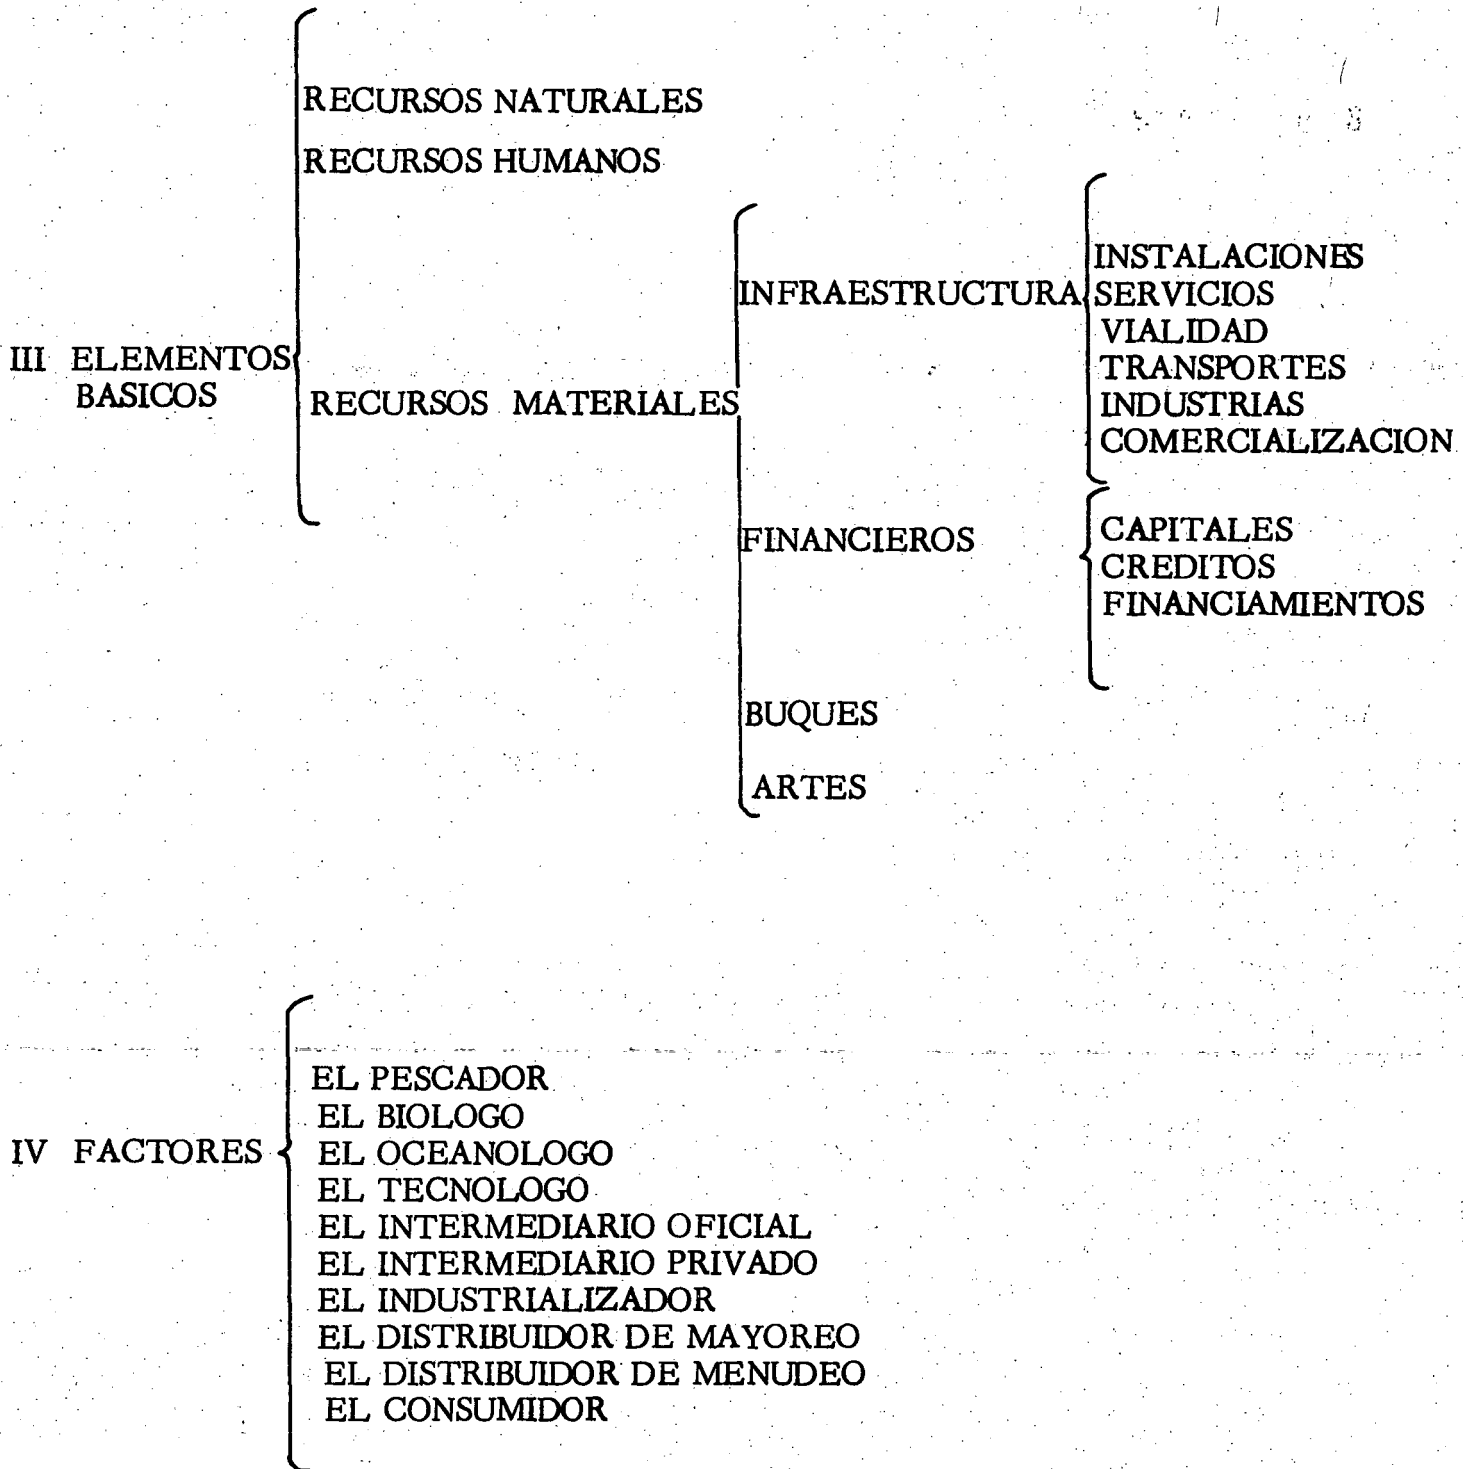 RECURSOS NATURALES
RECURSOS HUMANOS
III ELEMENTOS
BASICOS
RECURSOS MATERIALES
INFRAESTRUCTURA
INSTALACIONES
SERVICIOS
VIALIDAD
TRANSPORTES
INDUSTRIAS
COMERCIALIZACION
FINANCIEROS
CAPITALES
CREDITOS
FINANCIAMIENTOS
BUQUES
ARTES
IV FACTORES
EL PESCADOR
EL BIOLOGO
EL OCEANOLOGO
EL TECNOLOGO
EL INTERMEDIARIO OFICIAL
EL INTERMEDIARIO PRIVADO
EL INDUSTRIALIZADOR
EL DISTRIBUIDOR DE MAYOREO
EL DISTRIBUIDOR DE MENUDEO
EL CONSUMIDOR